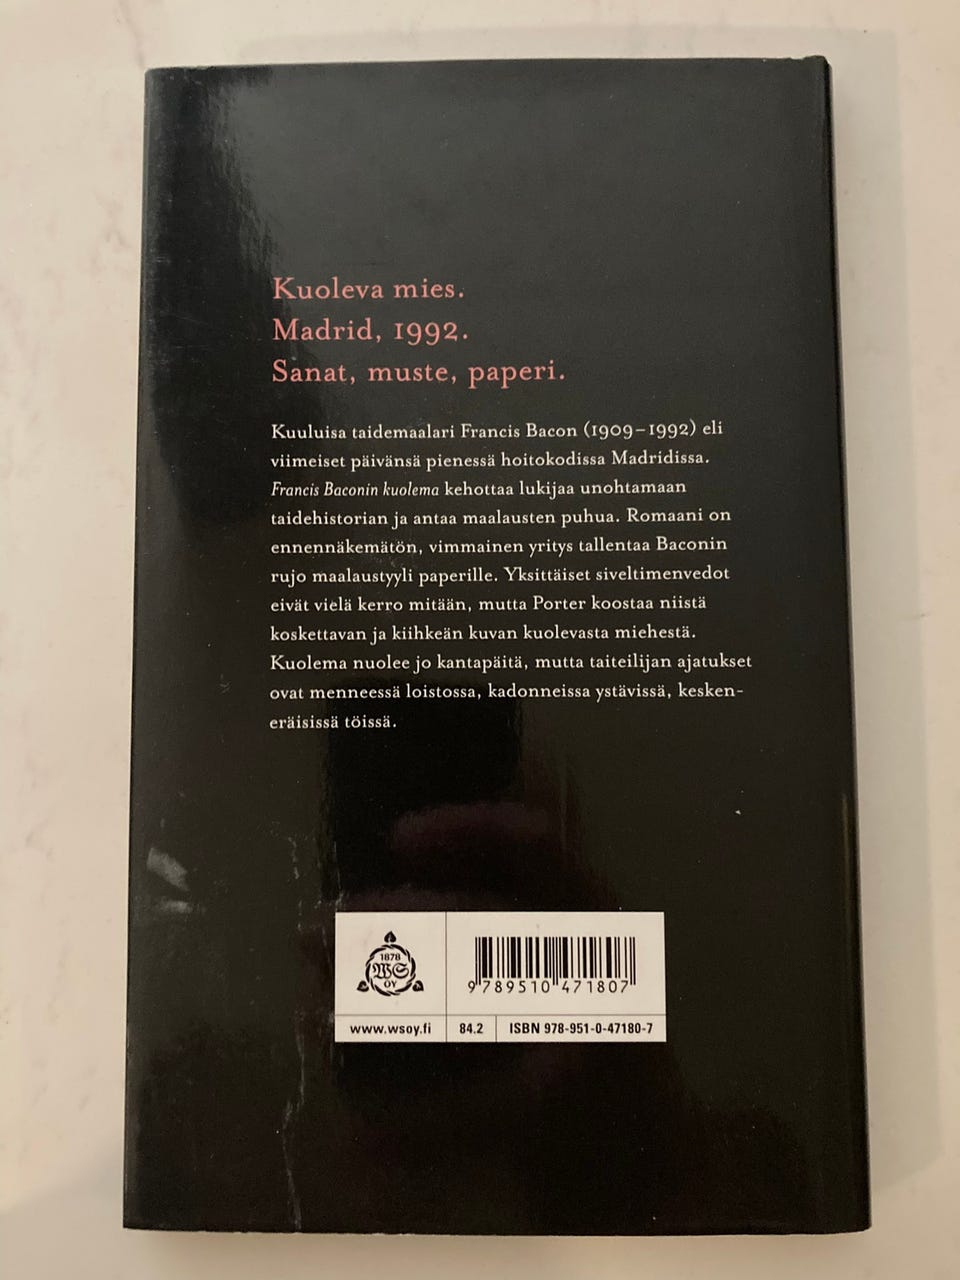 Kuoleva mies.
Madrid, 1992.
Sanat, muste, paperi.
Kuuluisa taidemaalari Francis Bacon (1909–1992) eli
viimeiset päivänsä pienessä hoitokodissa Madridissa.
Francis Baconin kuolema kehottaa lukijaa unohtamaan
taidehistorian ja antaa maalausten puhua. Romaani on
ennennäkemätön, vimmainen yritys tallentaa Baconin
rujo maalaustyyli paperille. Yksittäiset siveltimenvedot
eivät vielä kerro mitään, mutta Porter koostaa niistä
koskettavan ja kiihkeän kuvan kuolevasta miehestä.
Kuolema nuolee jo kantapäitä, mutta taiteilijan ajatukset
ovat menneessä loistossa, kadonneissa ystävissä, kesken-
eräisissä töissä.
1878
WS
OY
9 789510 471807
www.wsoy.fi 84.2 ISBN 978-951-0-47180-7